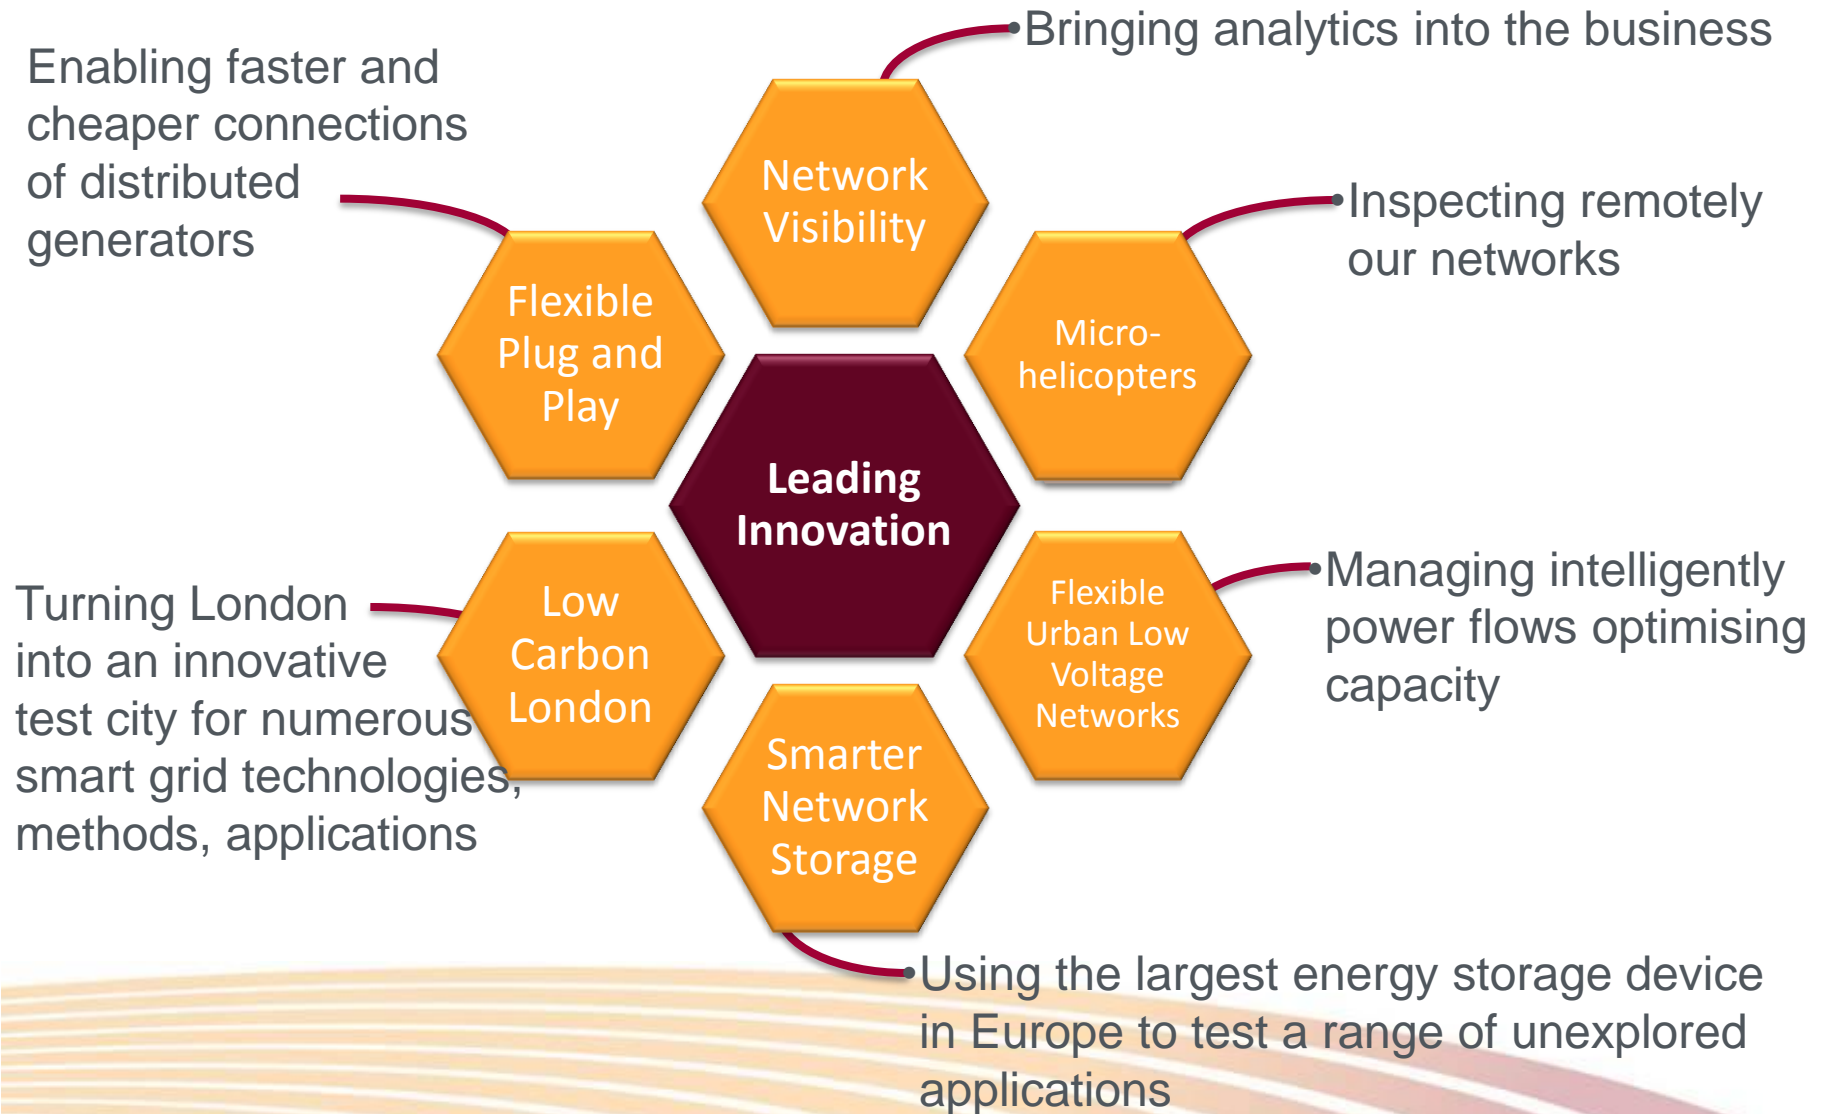 Bringing analytics into the business
Enabling faster and
cheaper connections
of distributed
generators
Network
Visibility
Inspecting remotely
our networks
Flexible
Plug and
Play
Micro-
helicopters
Leading
Innovation
Turning London
into an innovative
test city for numerous
smart grid technologies,
methods, applications
Low
Carbon
London
Flexible
Urban Low
Voltage
Networks
Managing intelligently
power flows optimising
capacity
Smarter
Network
Storage
Using the largest energy storage device
in Europe to test a range of unexplored
applications